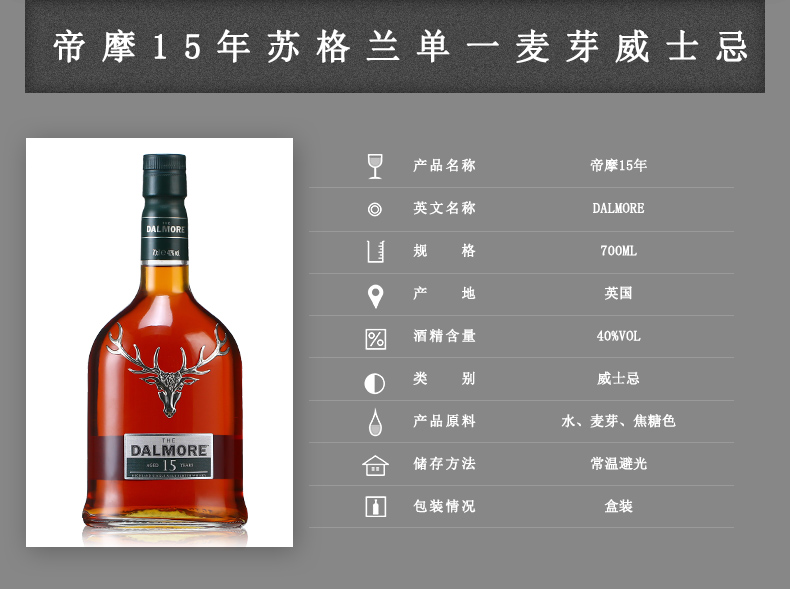 帝摩15年苏格兰单一麦芽威士忌
产品名称 帝摩15年
英文名称 DALMORE
规 格 700ML
产 地 英国
酒精含量 40%VOL
类 别 威士忌
产品原料 水、麦芽、焦糖色
储存方法 常温避光
包装情况 盒装
THE
DALMORE
THE
DALMORE
AGED 15 YEARS